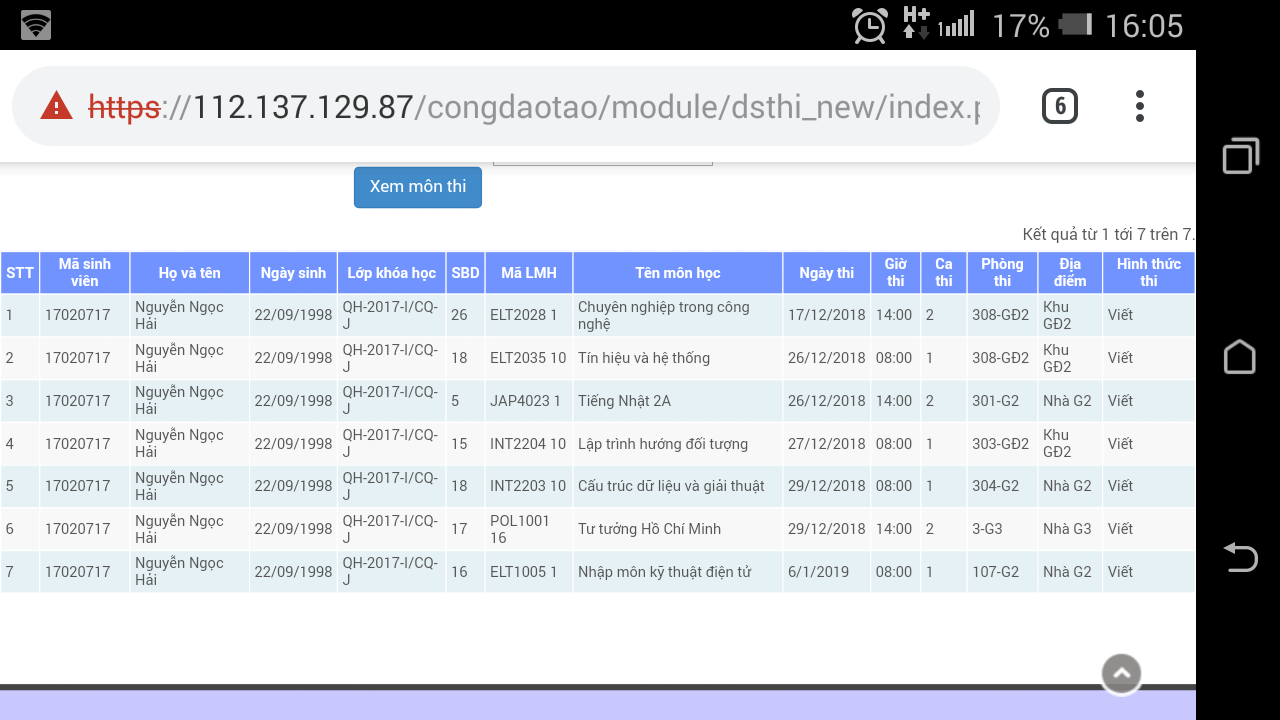 H+ 1 17% 16:05
https://112.137.129.87/congdaotao/module/dsthi_new/index.p
6
Xem môn thi
Kết quả từ 1 tới 7 trên 7.
STT Mã sinh viên Họ và tên Ngày sinh Lớp khóa học SBD Mã LMH Tên môn học Ngày thi Giờ thi Ca thi Phòng thi Địa điểm Hình thức thi
1 17020717 Nguyễn Ngọc Hải 22/09/1998 QH-2017-I/CQ-J 26 ELT2028 1 Chuyên nghiệp trong công nghệ 17/12/2018 14:00 2 308-GĐ2 Khu GĐ2 Viết
2 17020717 Nguyễn Ngọc Hải 22/09/1998 QH-2017-I/CQ-J 18 ELT2035 10 Tín hiệu và hệ thống 26/12/2018 08:00 1 308-GĐ2 Khu GĐ2 Viết
3 17020717 Nguyễn Ngọc Hải 22/09/1998 QH-2017-I/CQ-J 5 JAP4023 1 Tiếng Nhật 2A 26/12/2018 14:00 2 301-G2 Nhà G2 Viết
4 17020717 Nguyễn Ngọc Hải 22/09/1998 QH-2017-I/CQ-J 15 INT2204 10 Lập trình hướng đối tượng 27/12/2018 08:00 1 303-GĐ2 Khu GĐ2 Viết
5 17020717 Nguyễn Ngọc Hải 22/09/1998 QH-2017-I/CQ-J 18 INT2203 10 Cấu trúc dữ liệu và giải thuật 29/12/2018 08:00 1 304-G2 Nhà G2 Viết
6 17020717 Nguyễn Ngọc Hải 22/09/1998 QH-2017-I/CQ-J 17 POL1001 16 Tư tưởng Hồ Chí Minh 29/12/2018 14:00 2 3-G3 Nhà G3 Viết
7 17020717 Nguyễn Ngọc Hải 22/09/1998 QH-2017-I/CQ-J 16 ELT1005 1 Nhập môn kỹ thuật điện tử 6/1/2019 08:00 1 107-G2 Nhà G2 Viết